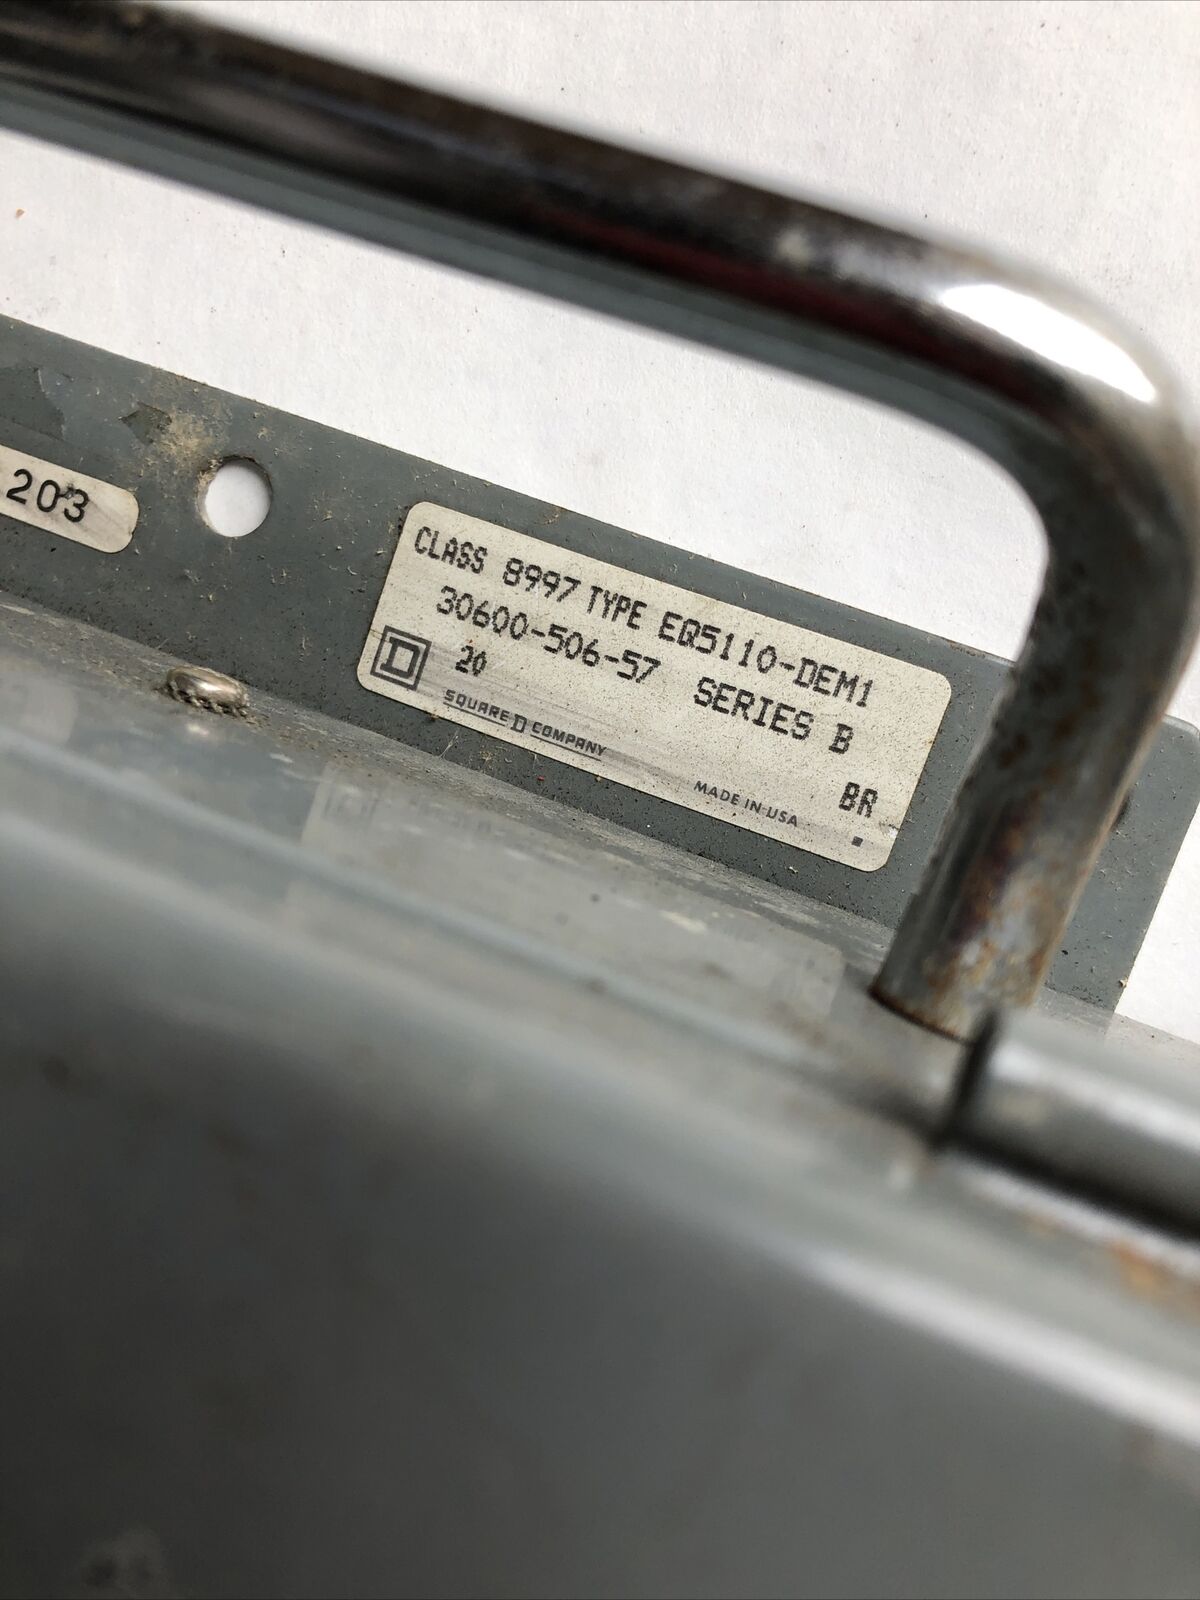 203
CLASS 8997 TYPE EQ5110-DEM1
30600-506-57 SERIES B
D 20 BR
SQUARE D COMPANY
MADE IN USA